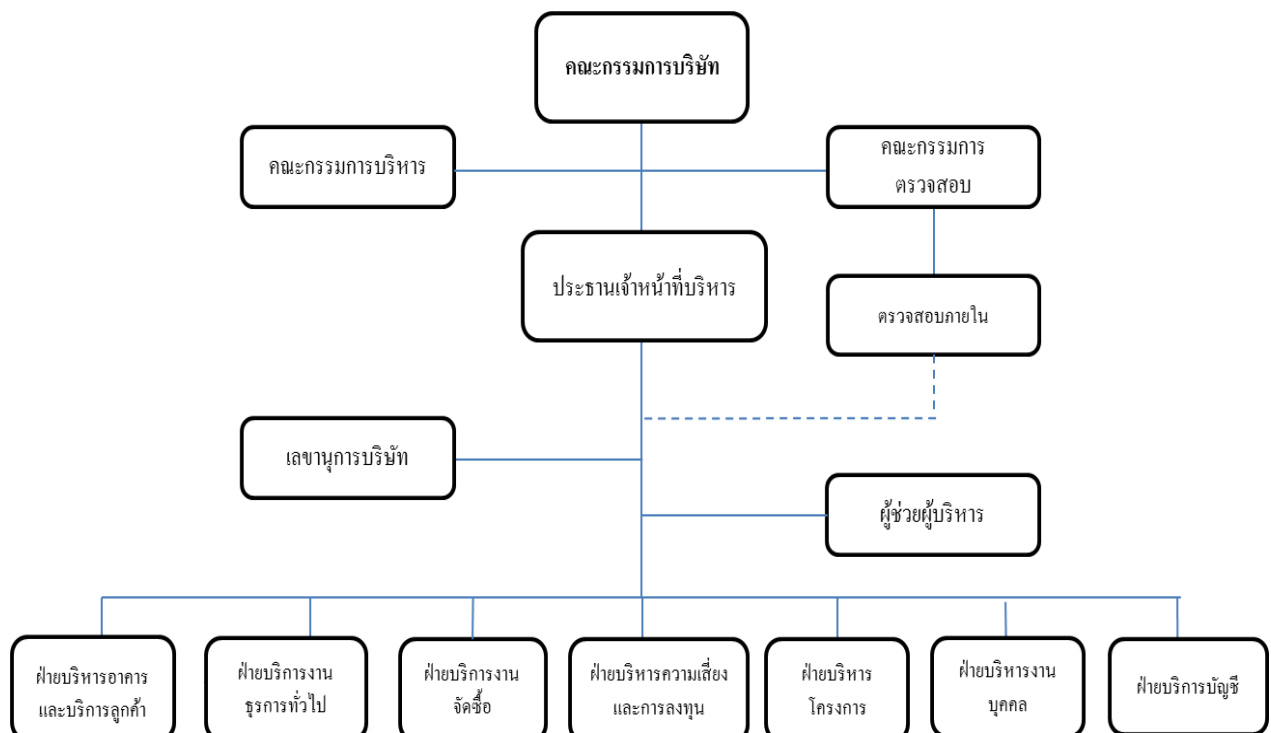 คณะกรรมการบริษัท
คณะกรรมการบริหาร
คณะกรรมการ
ตรวจสอบ
ประธานเจ้าหน้าที่บริหาร
ตรวจสอบภายใน
เลขานุการบริษัท
ผู้ช่วยผู้บริหาร
ฝ่ายบริหารอาคาร
และบริการลูกค้า
ฝ่ายบริการงาน
ธุรการทั่วไป
ฝ่ายบริการงาน
จัดซื้อ
ฝ่ายบริหารความเสี่ยง
และการลงทุน
ฝ่ายบริหาร
โครงการ
ฝ่ายบริหารงาน
บุคคล
ฝ่ายบริการบัญชี